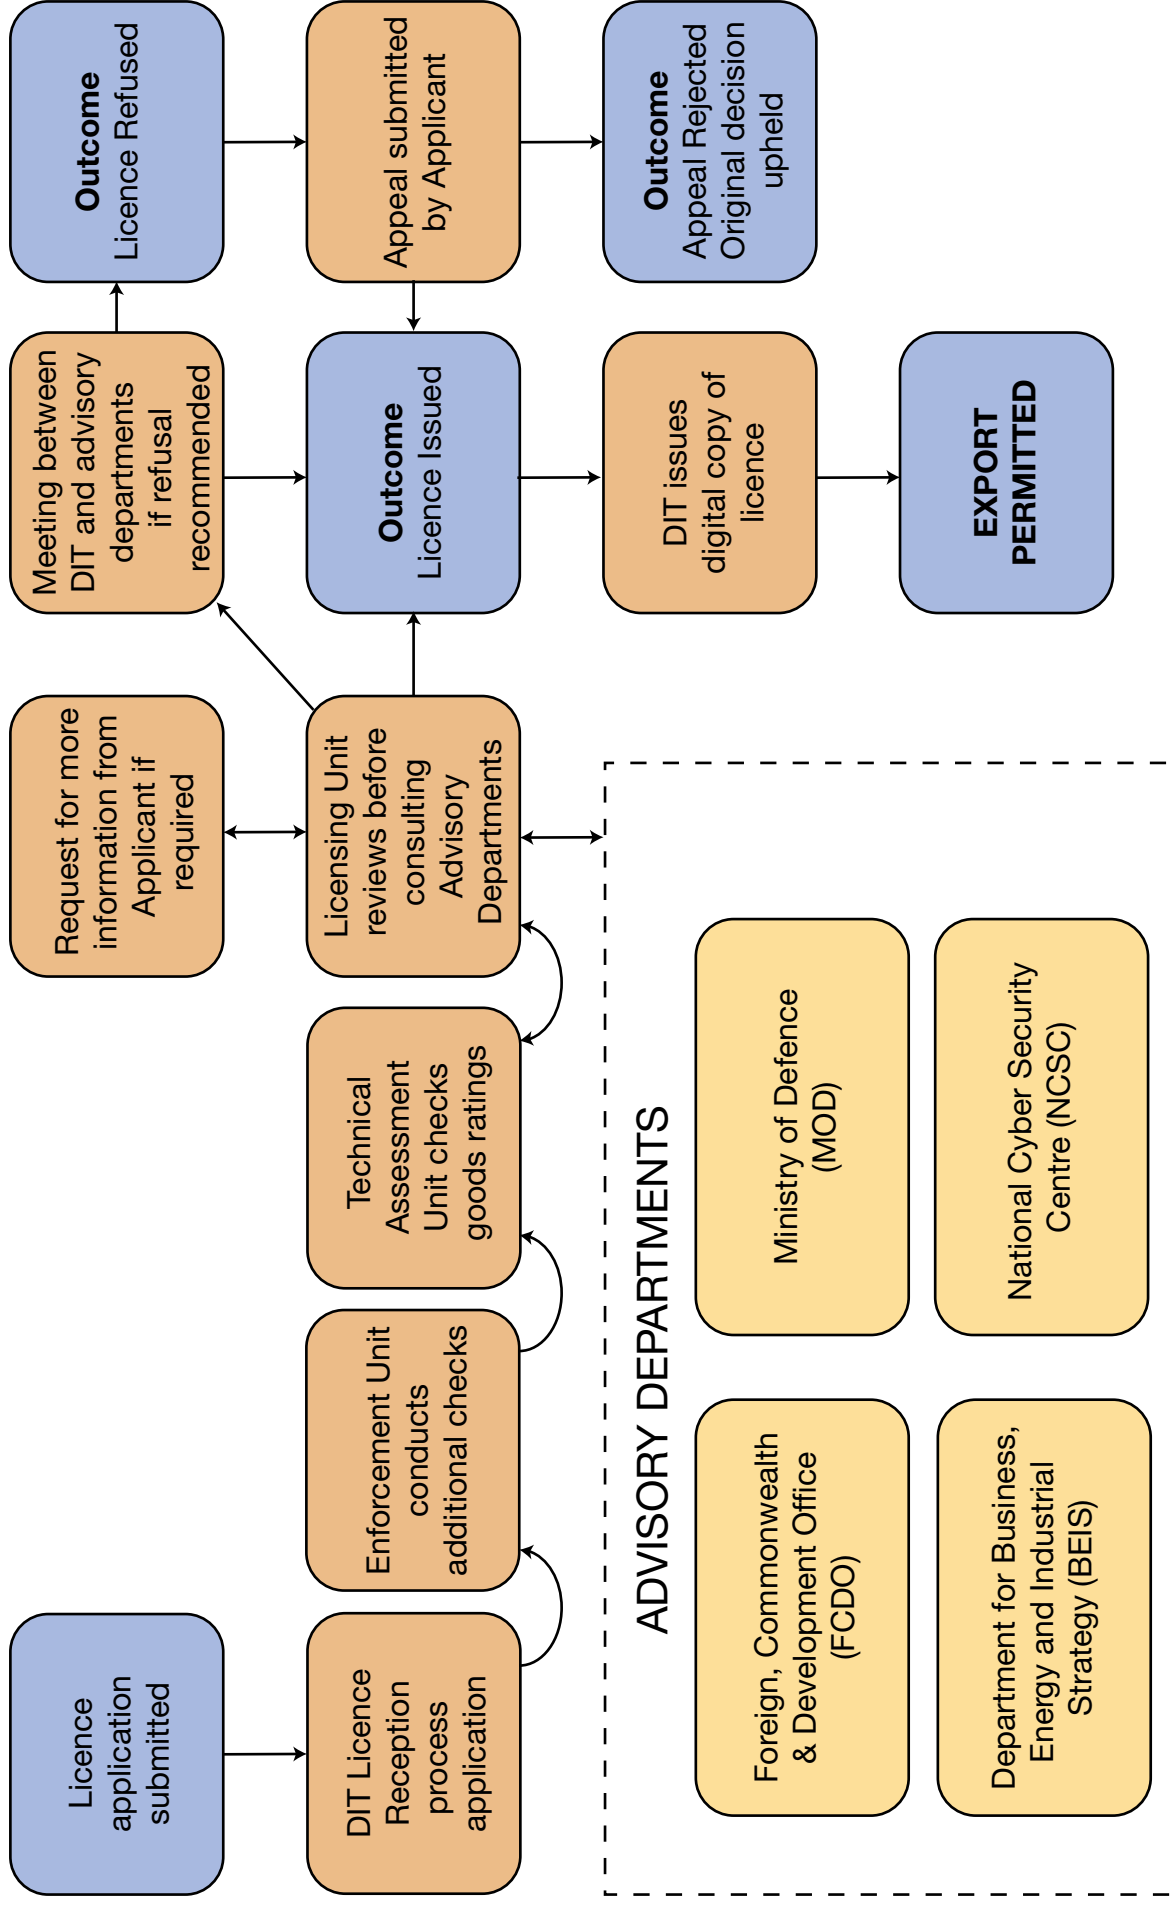 Licence
application
submitted
DIT Licence
Reception
process
application
Enforcement Unit
conducts
additional checks
Technical
Assessment
Unit checks
goods ratings
Licensing Unit
reviews before
consulting
Advisory
Departments
Request for more
information from
Applicant if
required
Meeting between
DIT and advisory
departments
if refusal
recommended
Outcome
Licence Refused
Outcome
Licence Issued
Appeal submitted
by Applicant
DIT issues
digital copy of
licence
Outcome
Appeal Rejected
Original decision
upheld
EXPORT
PERMITTED
ADVISORY DEPARTMENTS
Foreign, Commonwealth
& Development Office
(FCDO)
Ministry of Defence
(MOD)
Department for Business,
Energy and Industrial
Strategy (BEIS)
National Cyber Security
Centre (NCSC)